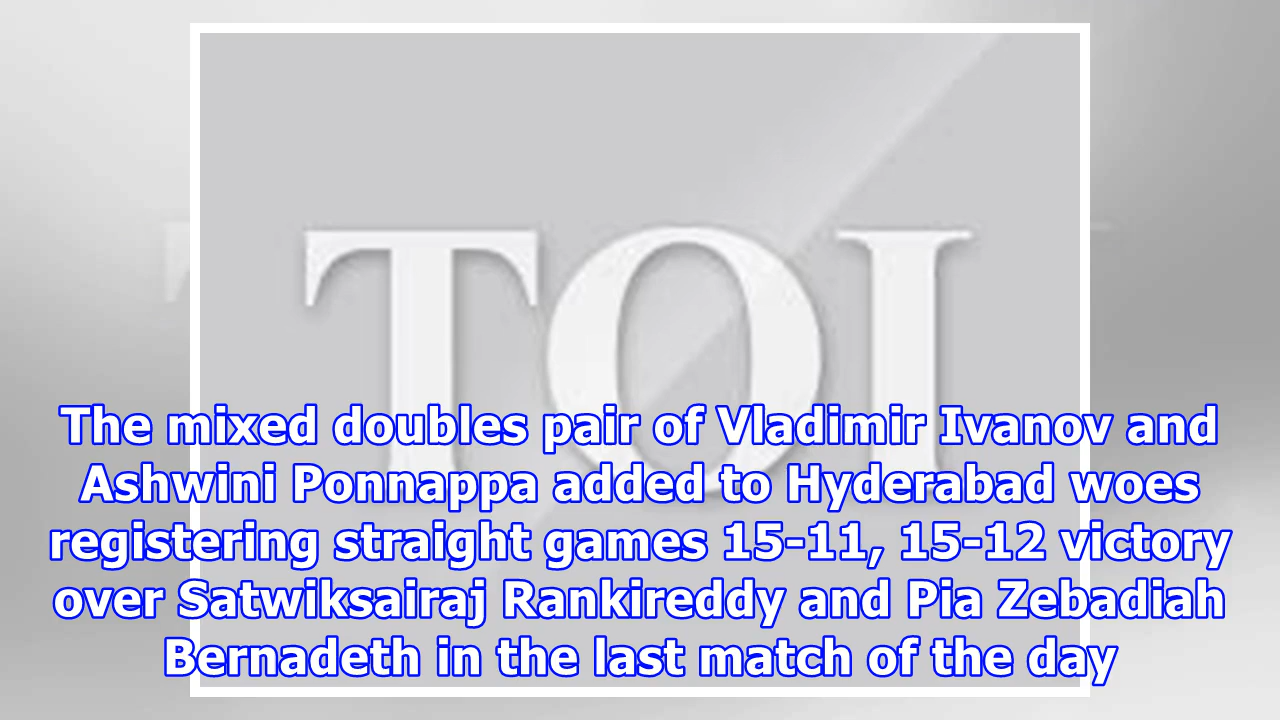 TOI
The mixed doubles pair of Vladimir Ivanov and
Ashwini Ponnappa added to Hyderabad woes
registering straight games 15-11, 15-12 victory
over Satwiksairaj Rankireddy and Pia Zebadiah
Bernadeth in the last match of the day